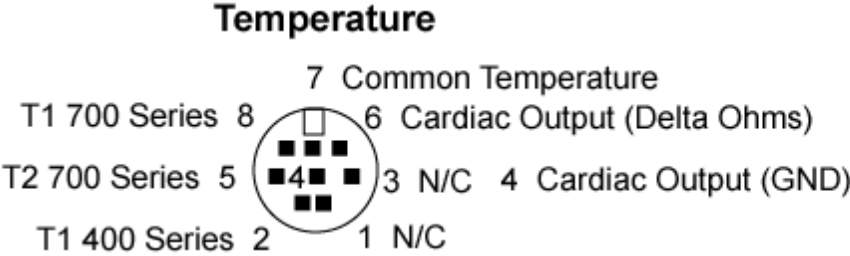 Temperature
7 Common Temperature
T1 700 Series 8 6 Cardiac Output (Delta Ohms)
T2 700 Series 5 4 3 N/C 4 Cardiac Output (GND)
T1 400 Series 2 1 N/C